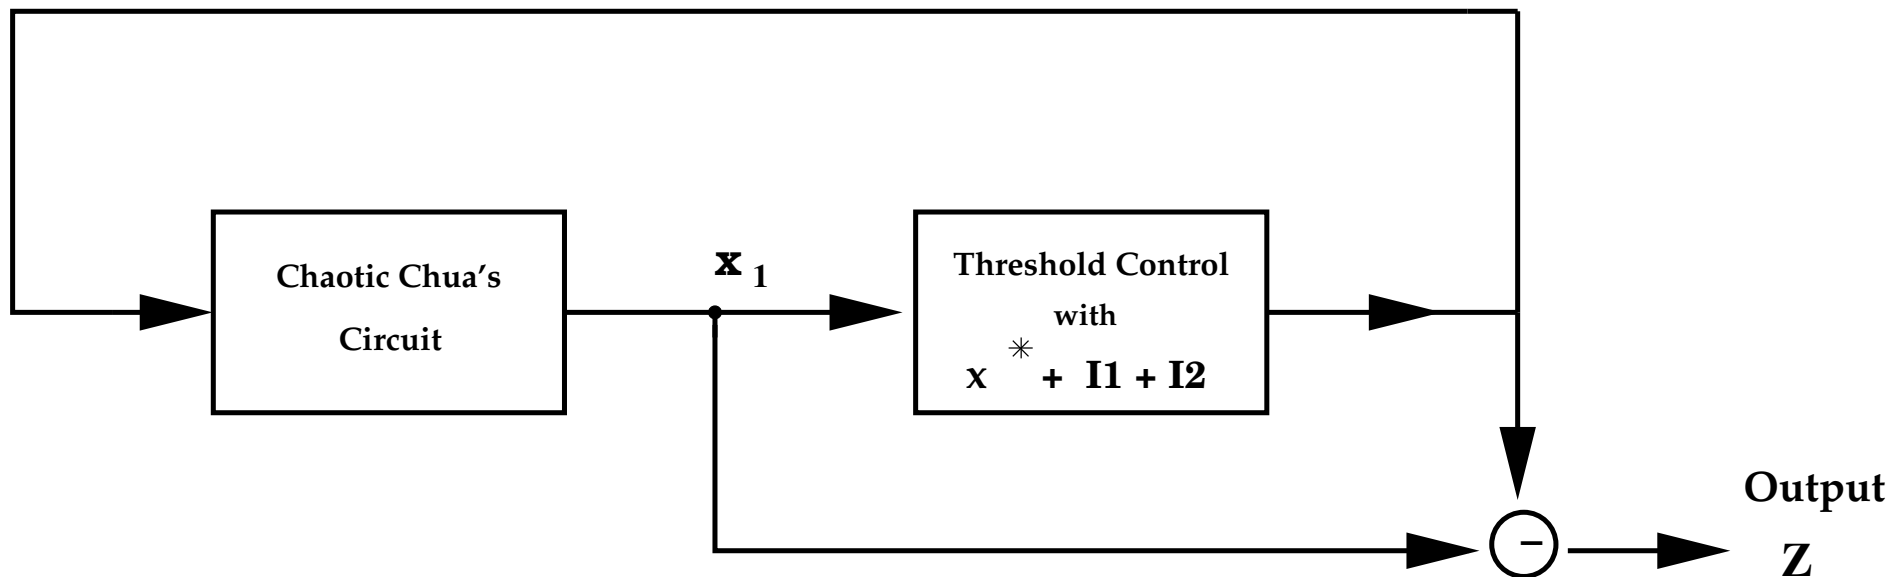 Chaotic Chua's
Circuit
x 1
Threshold Control
with
x * + I1 + I2
−
Output
Z